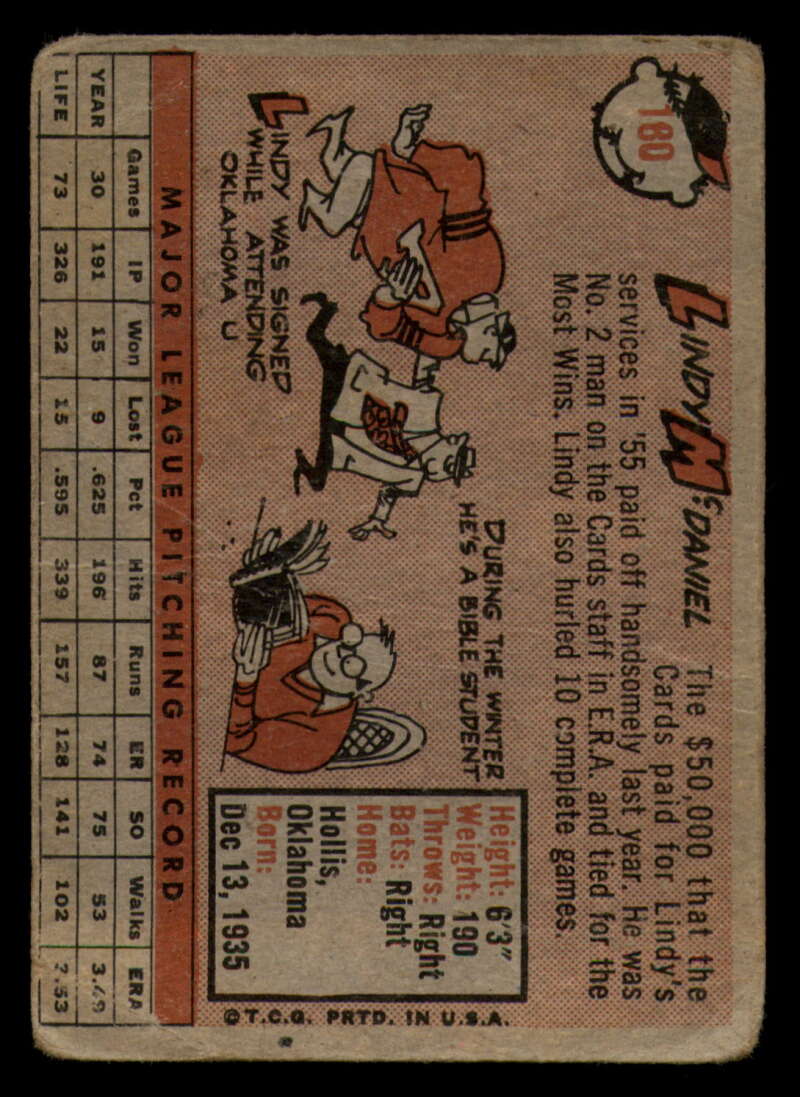 180
LINDY McDANIEL
The $50,000 that the
Cards paid for Lindy's
services in '55 paid off handsomely last year. He was
No. 2 man on the Cards staff in E.R.A. and tied for the
Most Wins. Lindy also hurled 10 complete games.
LINDY WAS SIGNED
WHILE ATTENDING
OKLAHOMA U
DURING THE WINTER
HE'S A BIBLE STUDENT
Height: 6'3"
Weight: 190
Throws: Right
Bats: Right
Home:
Hollis,
Oklahoma
Born:
Dec 13, 1935
©T.C.G. PRTD. IN U.S.A.
MAJOR LEAGUE PITCHING RECORD
Games IP Won Lost Pct Hits Runs ER SO Walks ERA
YEAR 30 191 15 9 .625 196 87 74 75 53 3.49
LIFE 73 326 22 15 .595 339 157 128 141 102